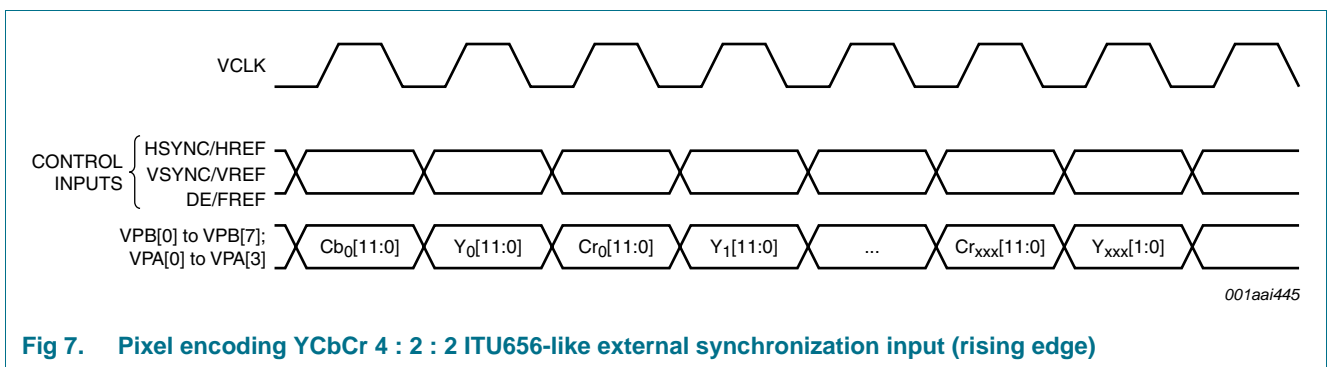 VCLK
CONTROL INPUTS
HSYNC/HREF
VSYNC/VREF
DE/FREF
VPB[0] to VPB[7];
VPA[0] to VPA[3]
Cb0[11:0] Y0[11:0] Cr0[11:0] Y1[11:0] ... Crxxx[11:0] Yxxx[1:0]
001aai445
Fig 7. Pixel encoding YCbCr 4 : 2 : 2 ITU656-like external synchronization input (rising edge)